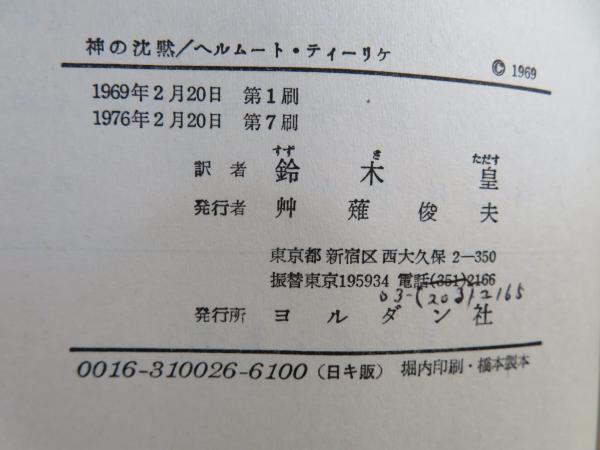 神の沈黙/ヘルムート・ティーリケ
© 1969
1969年2月20日 第1刷
1976年2月20日 第7刷
すず き ただす
訳者 鈴木 皇
発行者 艸薙俊夫
東京都新宿区西大久保2—350
振替東京195934 電話(351)2166
03-(203)2165
発行所 ヨルダン社
0016-310026-6100 (日キ販) 堀内印刷・橋本製本